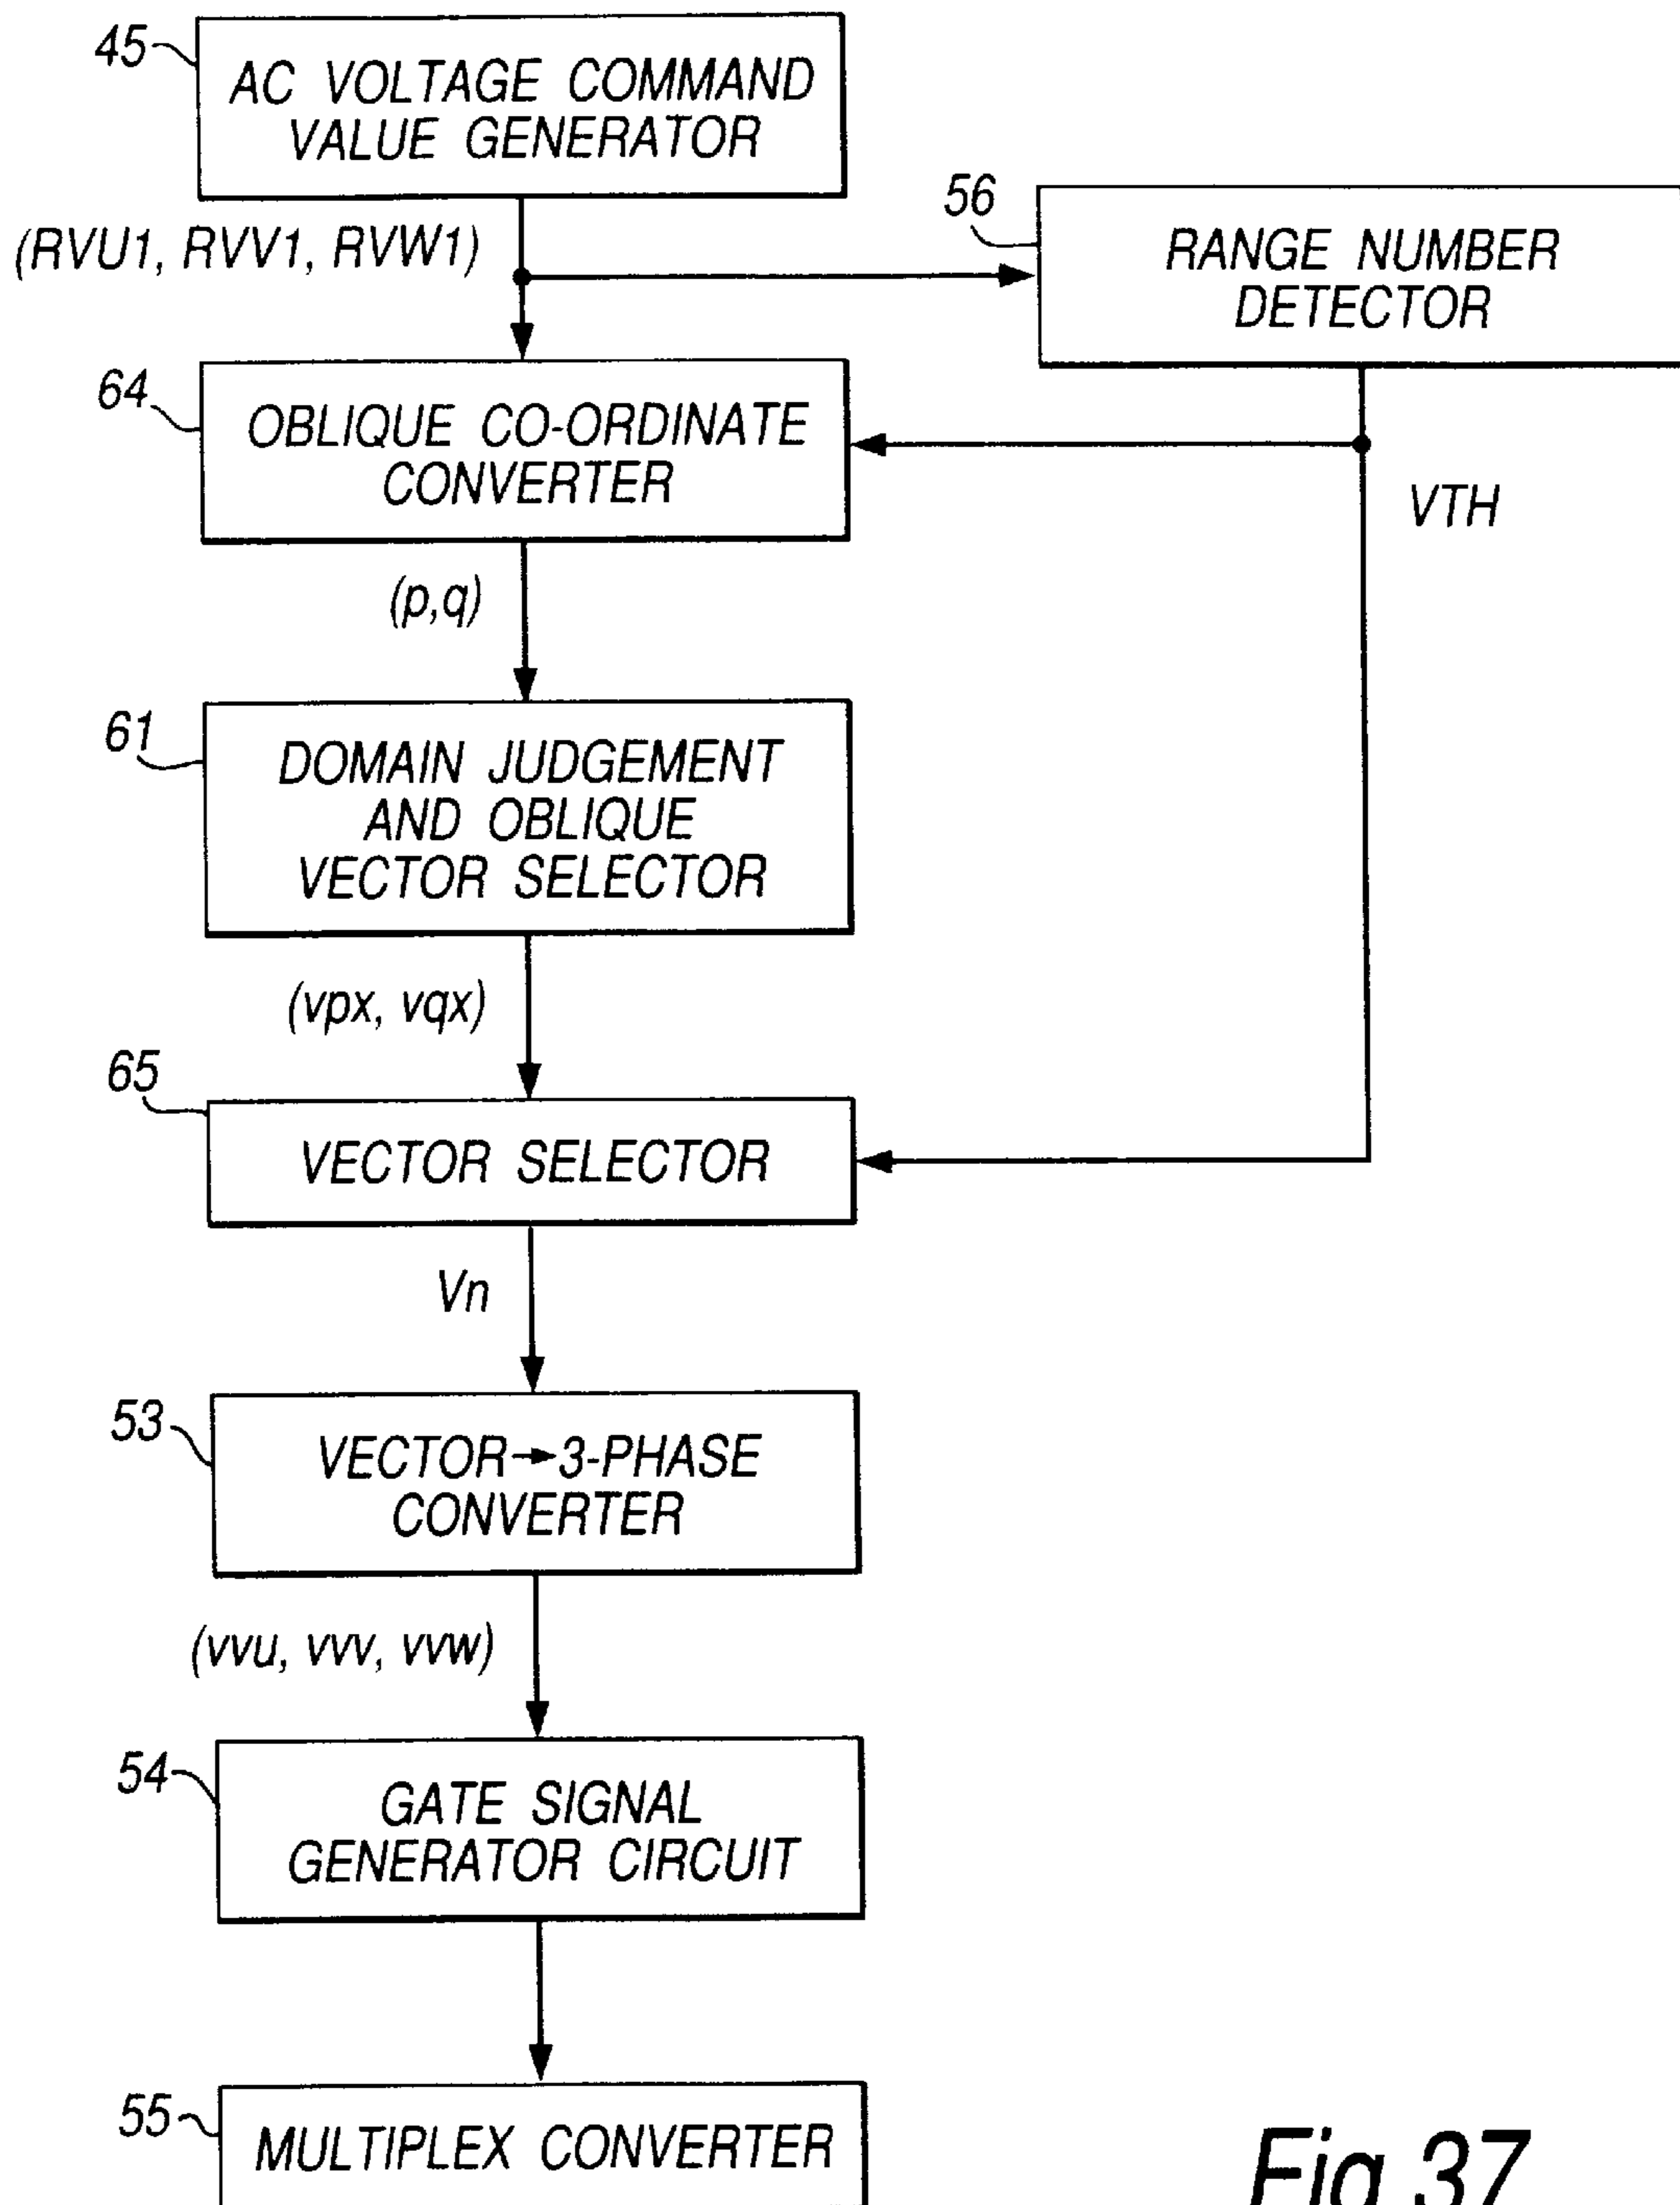 45
AC VOLTAGE COMMAND
VALUE GENERATOR
(RVU1, RVV1, RVW1)
56
RANGE NUMBER
DETECTOR
64
OBLIQUE CO-ORDINATE
CONVERTER
VTH
(p,q)
61
DOMAIN JUDGEMENT
AND OBLIQUE
VECTOR SELECTOR
(vpx, vqx)
65
VECTOR SELECTOR
Vn
53
VECTOR→3-PHASE
CONVERTER
(vvu, vvv, vvw)
54
GATE SIGNAL
GENERATOR CIRCUIT
55
MULTIPLEX CONVERTER
Fig 37